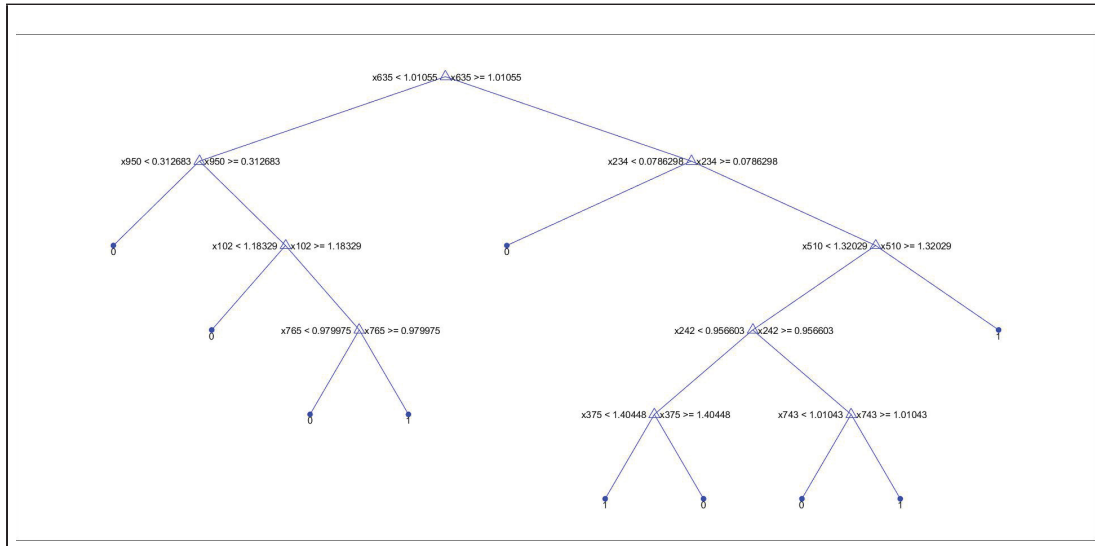 x635 < 1.01055 x635 >= 1.01055
x950 < 0.312683 x950 >= 0.312683
x234 < 0.0786298 x234 >= 0.0786298
0
x102 < 1.18329 x102 >= 1.18329
0
x510 < 1.32029 x510 >= 1.32029
0
x765 < 0.979975 x765 >= 0.979975
x242 < 0.956603 x242 >= 0.956603
1
0
1
x375 < 1.40448 x375 >= 1.40448
x743 < 1.01043 x743 >= 1.01043
1
0
0
1